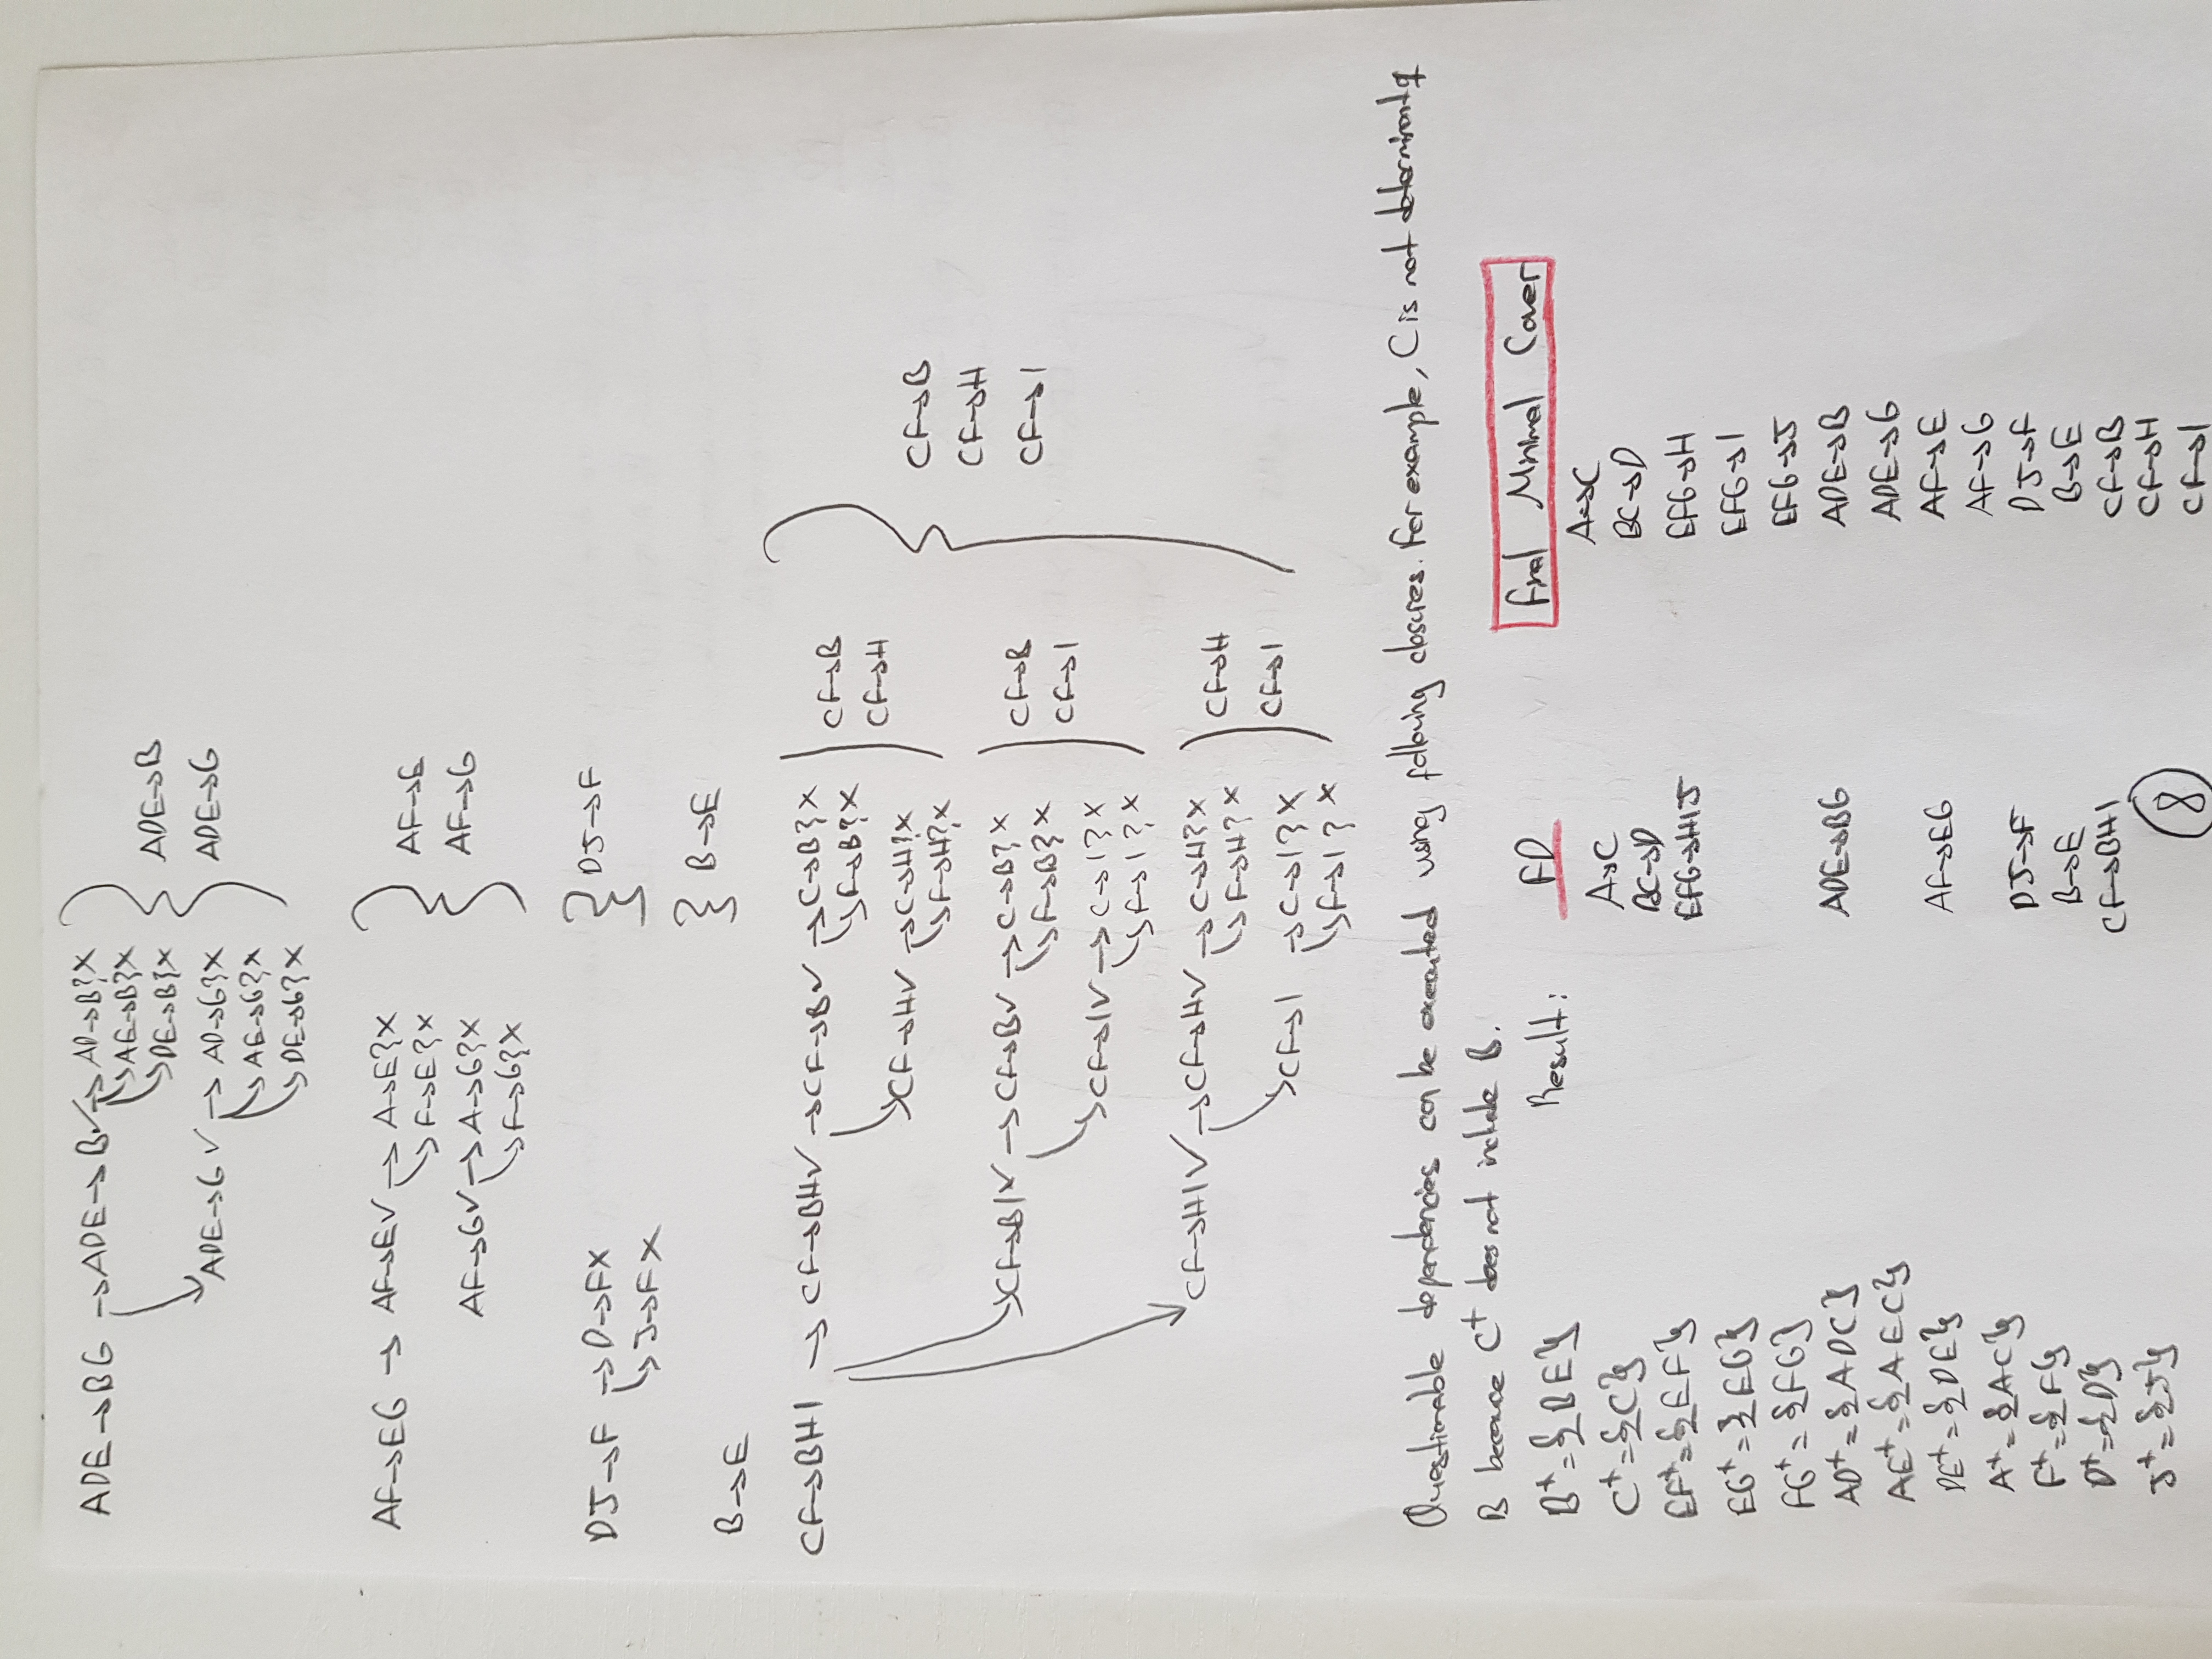 ADE→BG →ADE→B✓→ AD→B?X
AE→B?X
DE→B?X
ADE→B
ADE→G✓ → AD→G?X
ADE→G
AE→G?X
DE→G?X
AF→EG → AF→E✓ → A→E?X
F→E?X
AF→E
AF→G✓→ A→G?X
AF→G
F→G?X
DJ→F →D→FX
DJ→F
J→FX
B→E
B→E
CF→BHI → CF→BH✓ →CF→B✓ →C→B?X
F→B?X
CF→B
CF→H
CF→H✓ →C→H?X
F→H?X
CF→B
CF→H
CF→I
CF→BI✓ →CF→B✓ →C→B?X
F→B?X
CF→B
CF→I
CF→I✓ →C→I?X
F→I?X
CF→HI✓ →CF→H✓ →C→H?X
F→H?X
CF→H
CF→I
CF→I →C→I?X
F→I?X
Questionable dependencies can be executed using following closures. For example, C is not determinant of
B because C+ does not include B.
Result: FD Final Minimal Cover
B+={BE}
C+={C}
EF+={EF}
EG+={EG}
FG+={FG}
AD+={ADC}
AE+={AEC}
DE+={DE}
A+={AC}
F+={F}
D+={D}
J+={J}
A→C
BC→D
EFG→HIJ
ADE→BG
AF→EG
DJ→F
B→E
CF→BHI
8
A→C
BC→D
EFG→H
EFG→I
EFG→J
ADE→B
ADE→G
AF→E
AF→G
DJ→F
B→E
CF→B
CF→H
CF→I